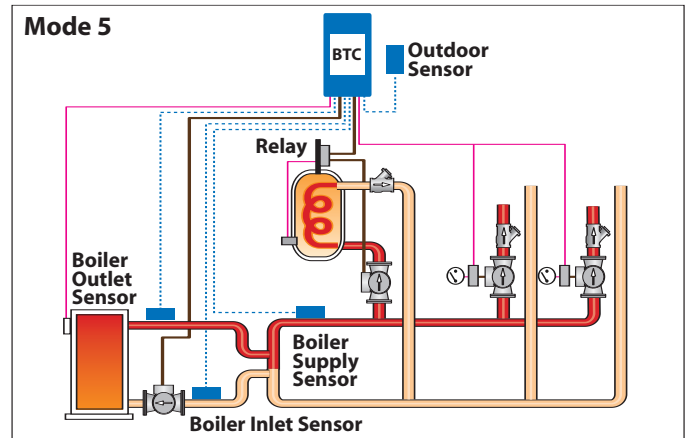 Mode 5
BTC
Outdoor
Sensor
Relay
Boiler
Outlet
Sensor
Boiler
Supply
Sensor
Boiler Inlet Sensor